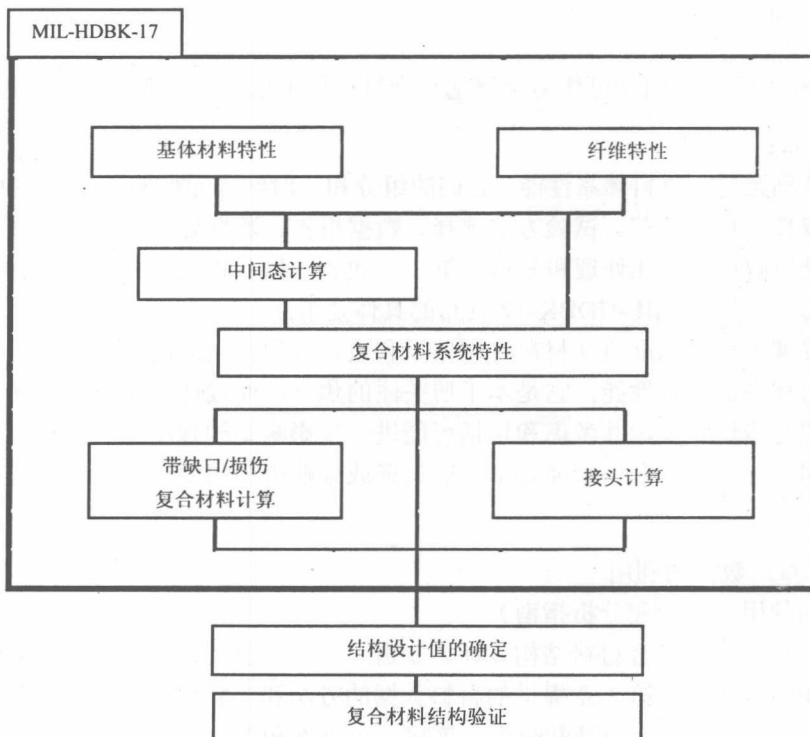 MIL-HDBK-17
基体材料特性
纤维特性
中间态计算
复合材料系统特性
带缺口/损伤
复合材料计算
接头计算
结构设计值的确定
复合材料结构验证